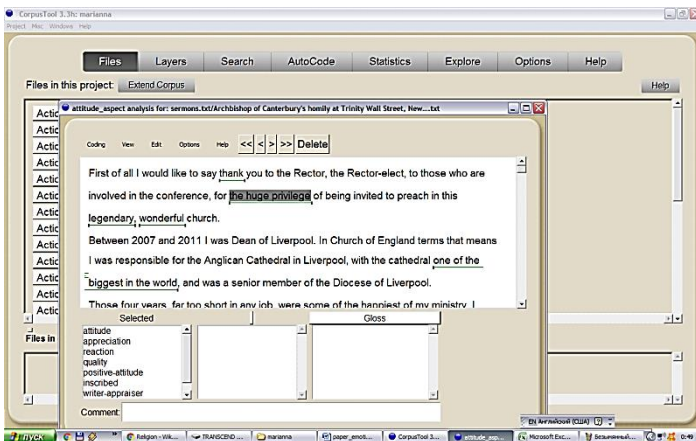 CorpusTool 3.3h: marianna
Project Misc Windows Help
Files Layers Search AutoCode Statistics Explore Options Help
Files in this project: Extend Corpus Help
attitude_aspect analysis for: sermons.txt/Archbishop of Canterbury's homily at Trinity Wall Street, New....txt
Actic
Actic
Actic
Actic
Actic
Actic
Actic
Actic
Actic
Actic
Actic
Actic
Coding View Edit Options Help << < > >> Delete
First of all I would like to say thank you to the Rector, the Rector-elect, to those who are
involved in the conference, for the huge privilege of being invited to preach in this
legendary, wonderful church.
Between 2007 and 2011 I was Dean of Liverpool. In Church of England terms that means
I was responsible for the Anglican Cathedral in Liverpool, with the cathedral one of the
biggest in the world, and was a senior member of the Diocese of Liverpool.
Those four years, far too short in any job, were some of the happiest of my ministry. I
Files in
Selected Gloss
attitude
appreciation
reaction
quality
positive-attitude
inscribed
writer-appraiser
Comment:
EN Английский (США)
пуск Religion - Wik... TRANSCEND ... marianna paper_emoti... CorpusTool 3.... attitude_asp... Microsoft Exc... Безымянный... 0:49